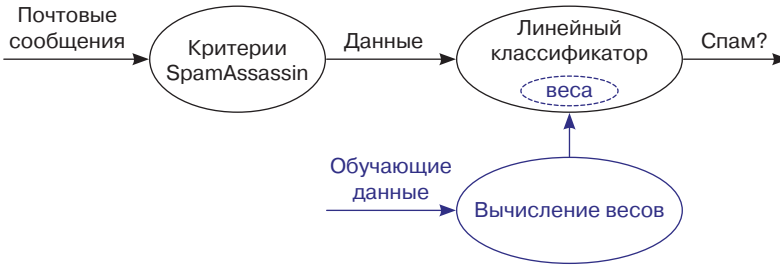 Почтовые
сообщения
Критерии
SpamAssassin
Данные
Линейный
классификатор
веса
Спам?
Обучающие
данные
Вычисление весов